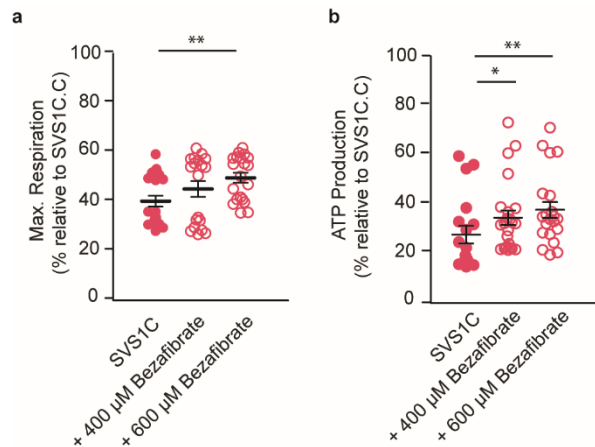 a
**
100
80
60
40
20
0
Max. Respiration
(% relative to SVS1C.C)
SVS1C
+ 400 µM Bezafibrate
+ 600 µM Bezafibrate
b
**
*
100
80
60
40
20
0
ATP Production
(% relative to SVS1C.C)
SVS1C
+ 400 µM Bezafibrate
+ 600 µM Bezafibrate